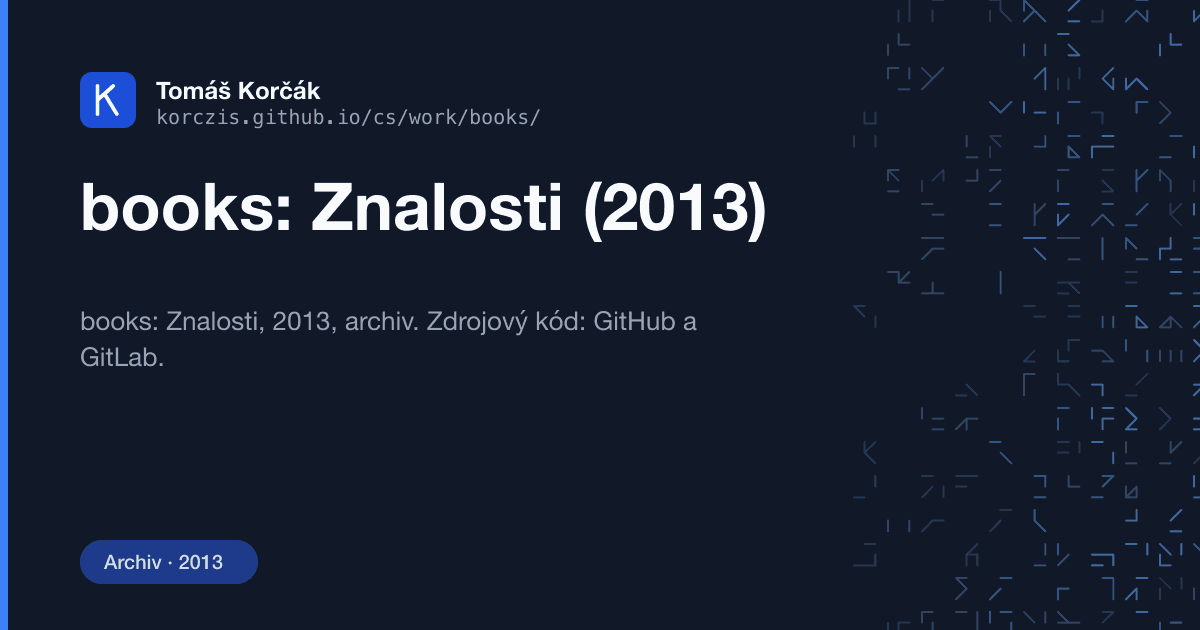 K
Tomáš Korčák
korczis.github.io/cs/work/books/
books: Znalosti (2013)
books: Znalosti, 2013, archiv. Zdrojový kód: GitHub a
GitLab.
Archiv · 2013